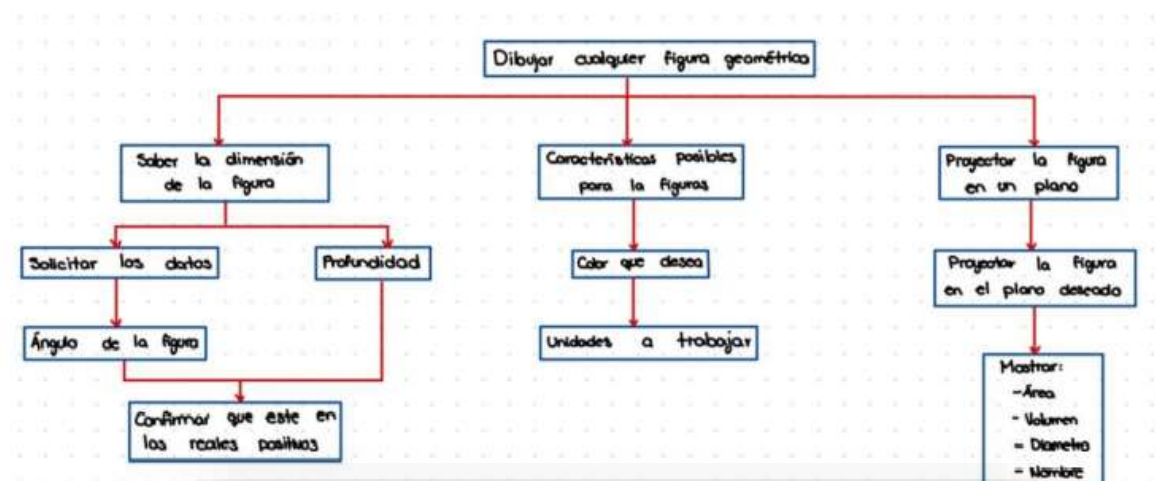 Dibujar cualquier figura geométrica
Saber la dimensión
de la figura
Solicitar los datos
Profundidad
Ángulo de la figura
Confirmar que este en
los reales positivos
Características posibles
para la figuras
Color que desea
Unidades a trabajar
Proyectar la figura
en un plano
Proyectar la figura
en el plano deseado
Mostrar:
- Área
- Volumen
- Diametro
- Nombre